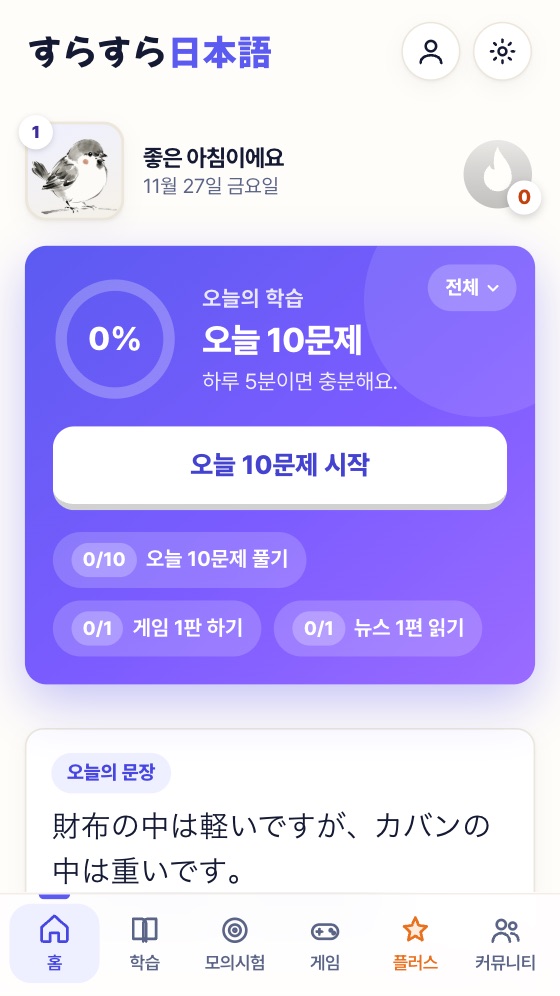 すらすら日本語
1
좋은 아침이에요
11월 27일 금요일
0
전체
0%
오늘의 학습
오늘 10문제
하루 5분이면 충분해요.
오늘 10문제 시작
0/10 오늘 10문제 풀기
0/1 게임 1판 하기
0/1 뉴스 1편 읽기
오늘의 문장
財布の中は軽いですが、カバンの
中は重いです。
홈
학습
모의시험
게임
플러스
커뮤니티